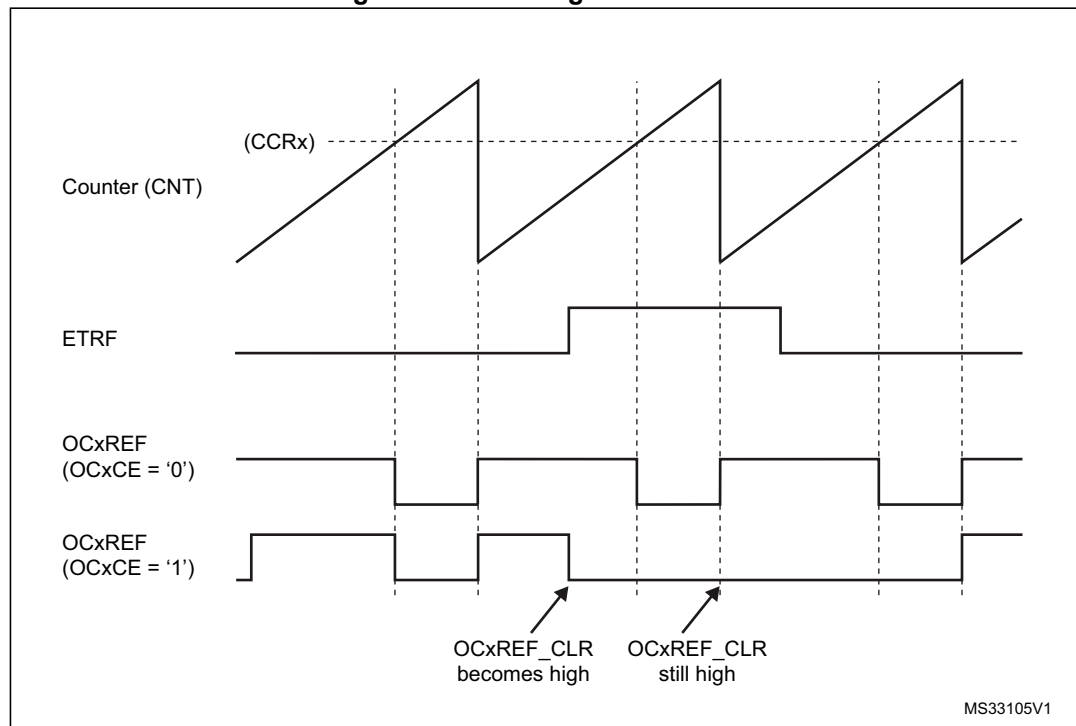 (CCRx)
Counter (CNT)
ETRF
OCxREF
(OCxCE = ‘0’)
OCxREF
(OCxCE = ‘1’)
OCxREF_CLR
becomes high
OCxREF_CLR
still high
MS33105V1